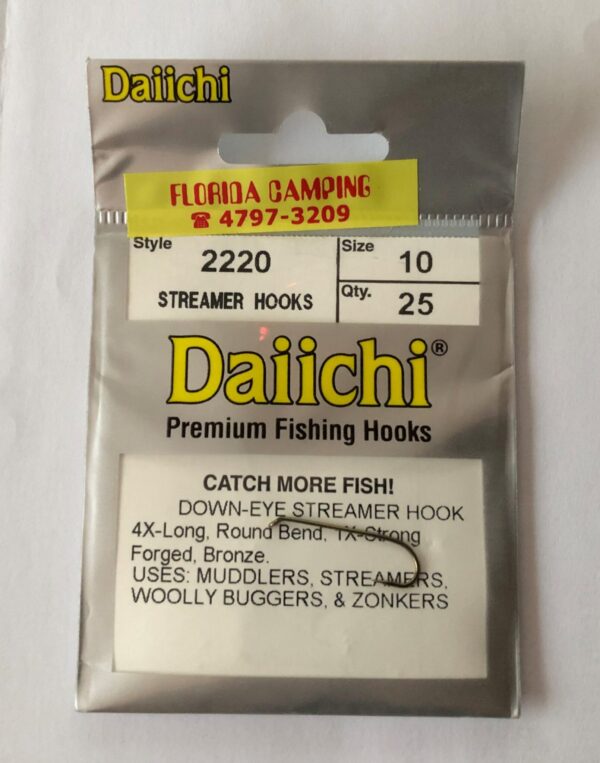 Daiichi
FLORIDA CAMPING
☎ 4797-3209
Style 2220
Size 10
STREAMER HOOKS
Qty. 25
Daiichi®
Premium Fishing Hooks
CATCH MORE FISH!
DOWN-EYE STREAMER HOOK
4X-Long, Round Bend, 1X-Strong
Forged, Bronze.
USES: MUDDLERS, STREAMERS,
WOOLLY BUGGERS, & ZONKERS